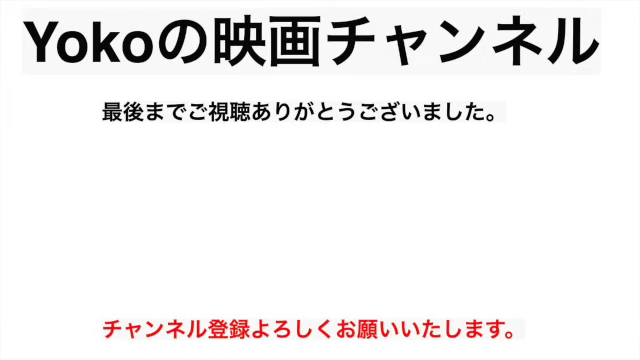 Yokoの映画チャンネル
最後までご視聴ありがとうございました。
チャンネル登録よろしくお願いいたします。